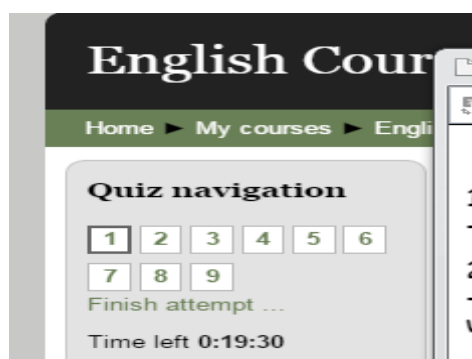 English Cour
Home ► My courses ► Engli
Quiz navigation
1 2 3 4 5 6
7 8 9
Finish attempt ...
Time left 0:19:30